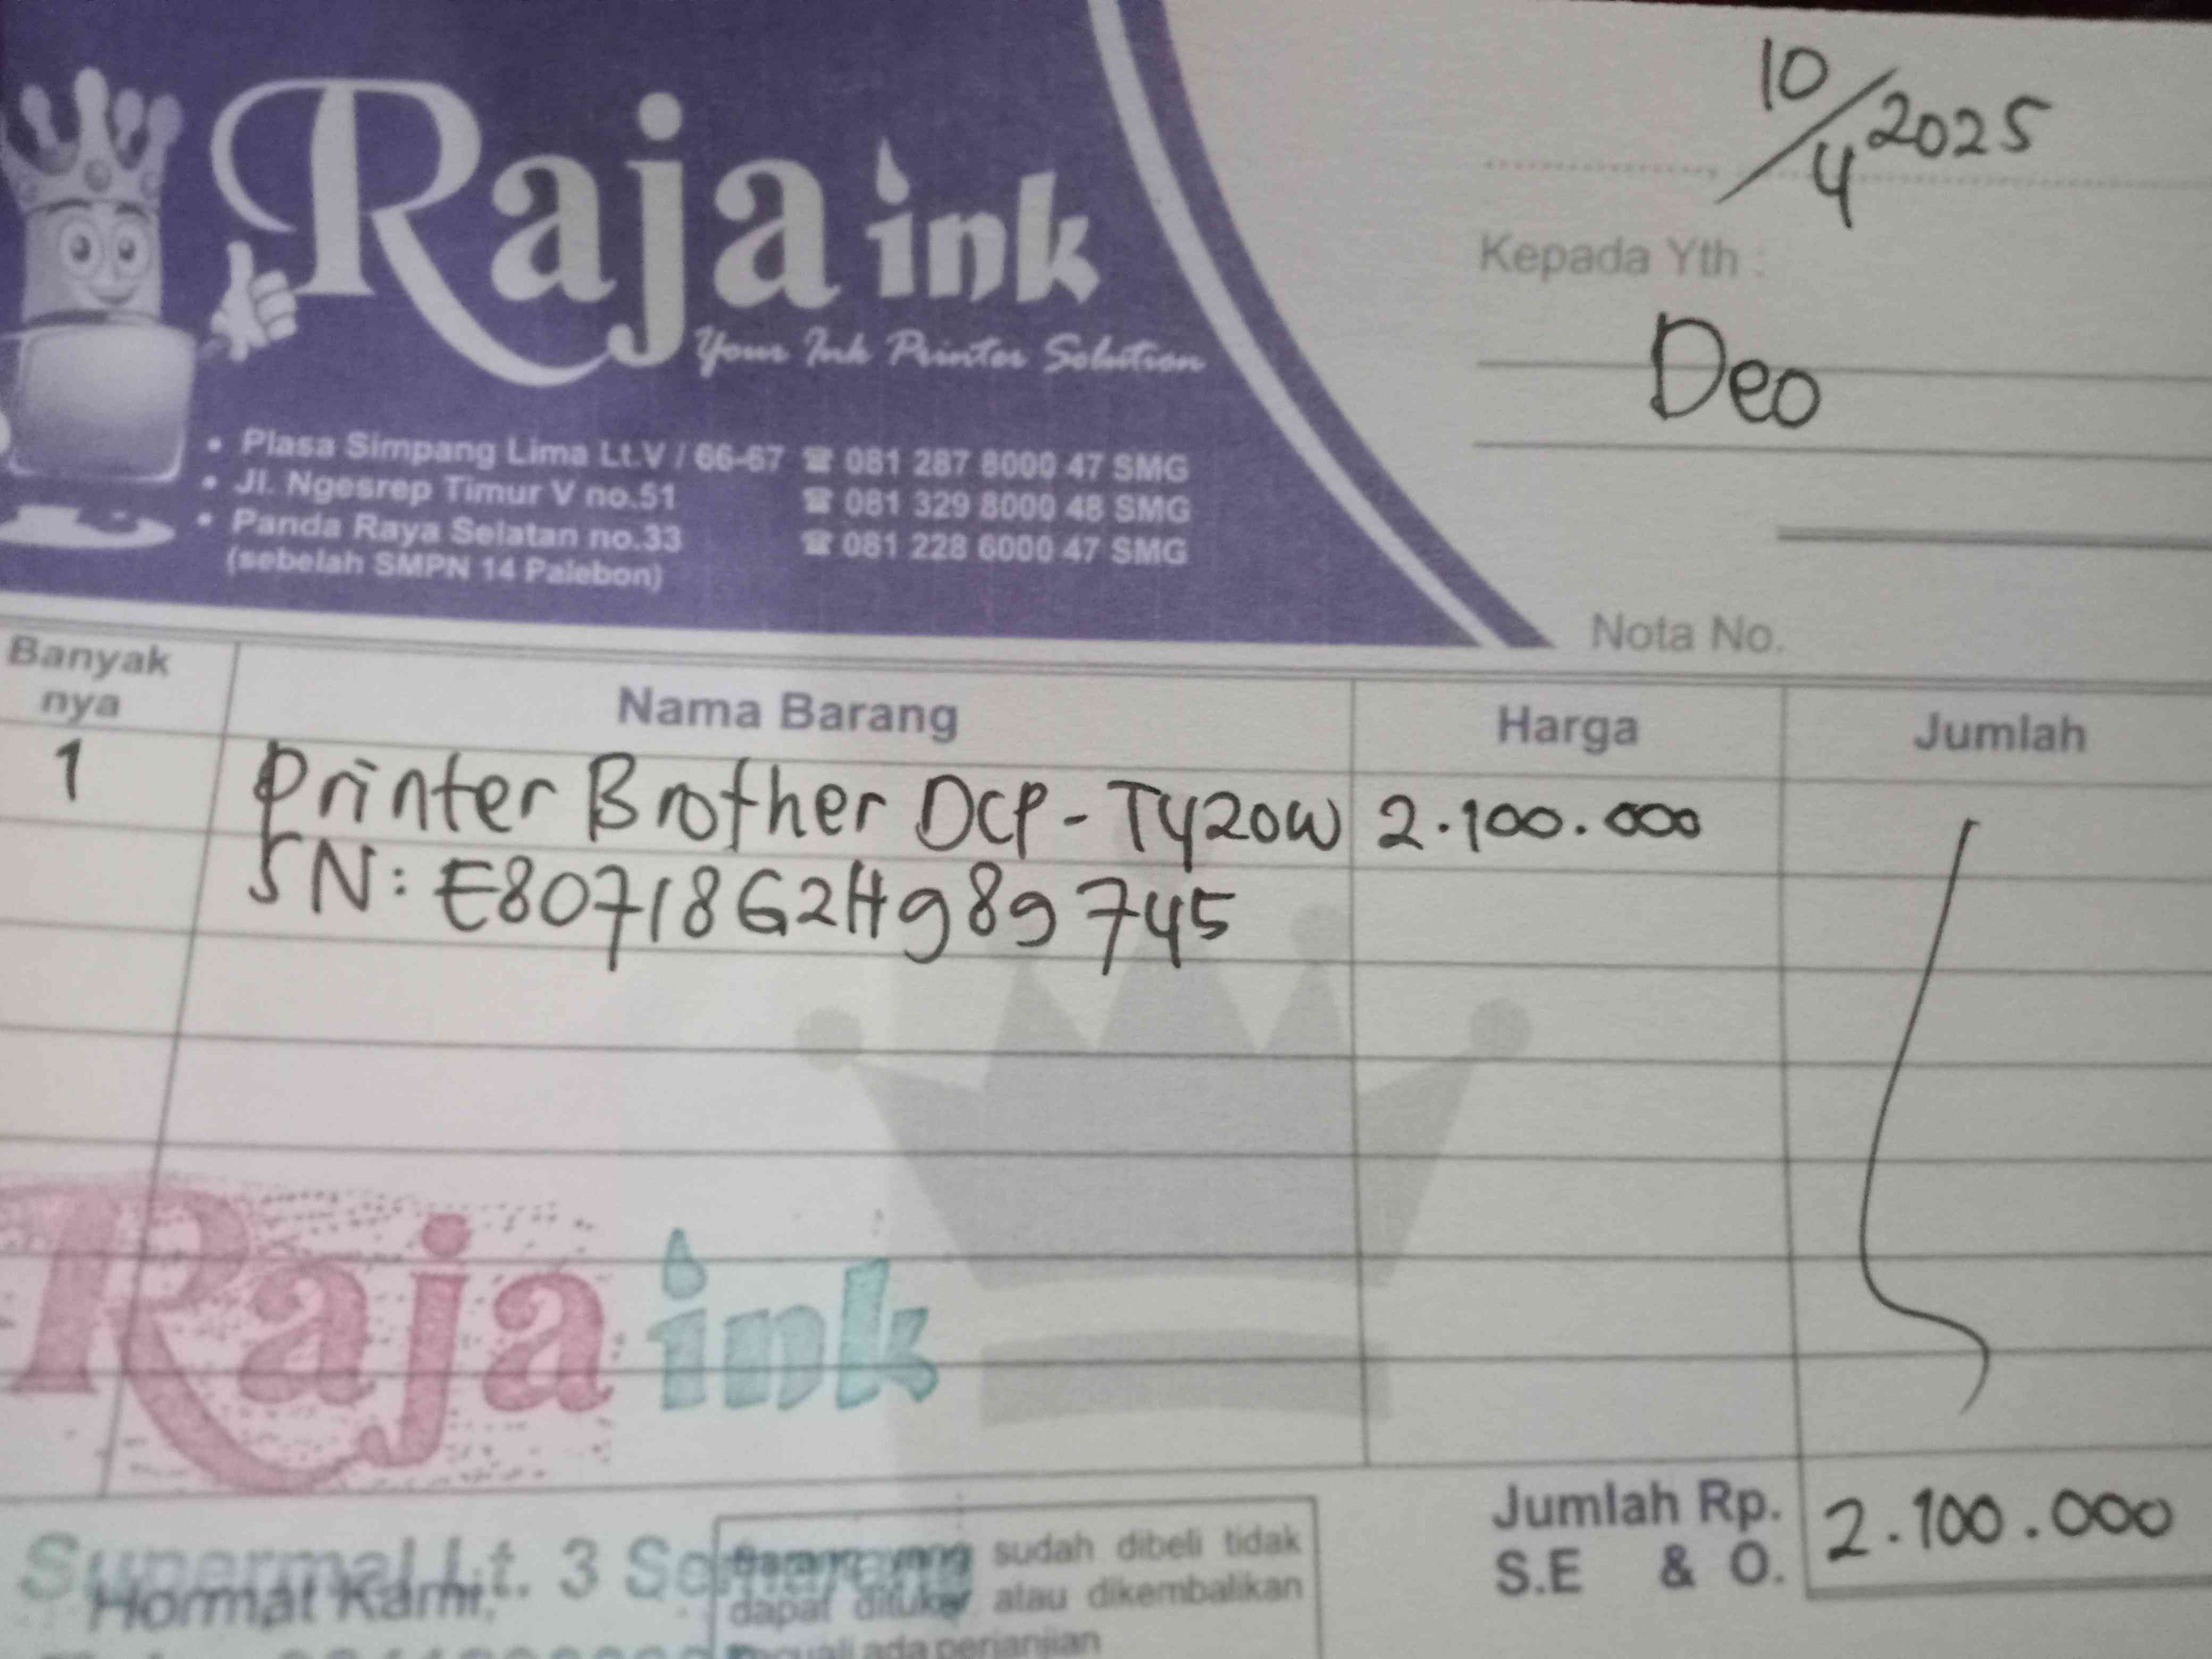 Raja ink
Your Ink Printer Solution
• Plasa Simpang Lima Lt.V / 66-67 ☎ 081 287 8000 47 SMG
• Jl. Ngesrep Timur V no.51 ☎ 081 329 8000 48 SMG
• Panda Raya Selatan no.33 ☎ 081 228 6000 47 SMG
(sebelah SMPN 14 Palebon)
10/4 2025
Kepada Yth :
Deo
Nota No.
Banyak nya Nama Barang Harga Jumlah
1 Printer Brother DCP-T420W 2.100.000
SN: E80718G2H989745
Raja ink
Supermal Lt. 3 Semarang
Hormat Kami,
Barang yang sudah dibeli tidak
dapat ditukar atau dikembalikan
kecuali ada perjanjian
Jumlah Rp. 2.100.000
S.E & O.